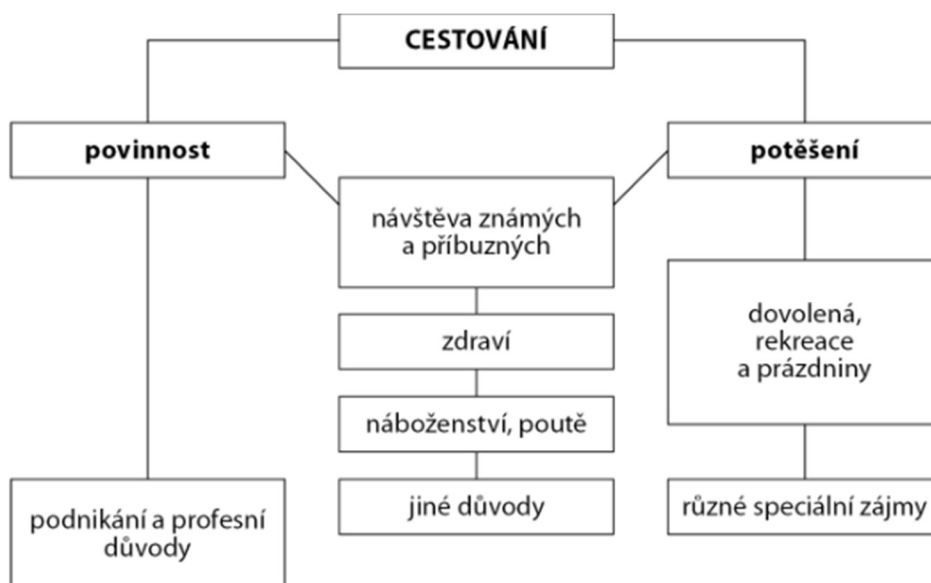 CESTOVÁNÍ
povinnost
potěšení
návštěva známých
a příbuzných
zdraví
náboženství, poutě
jiné důvody
dovolená,
rekreace
a prázdniny
různé speciální zájmy
podnikání a profesní
důvody